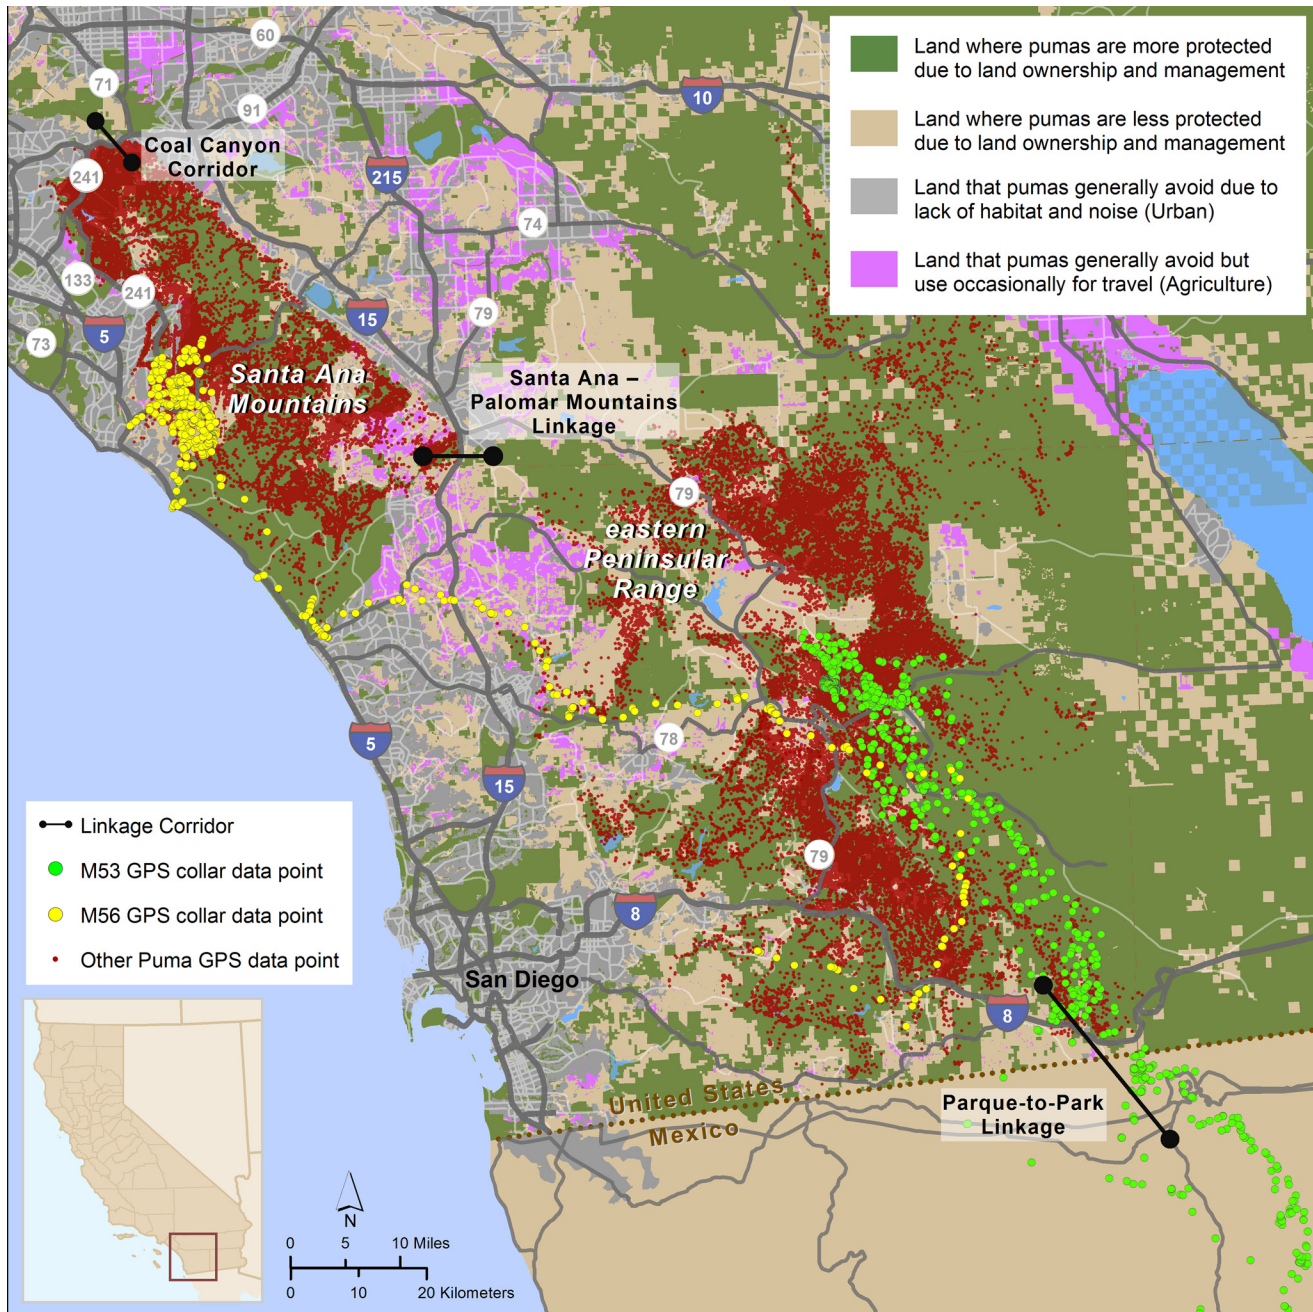 Land where pumas are more protected
due to land ownership and management
Land where pumas are less protected
due to land ownership and management
Land that pumas generally avoid due to
lack of habitat and noise (Urban)
Land that pumas generally avoid but
use occasionally for travel (Agriculture)
60
71
91
10
Coal Canyon
Corridor
241
215
74
133
241
15
79
5
73
Santa Ana
Mountains
Santa Ana –
Palomar Mountains
Linkage
79
eastern
Peninsular
Range
5
78
15
79
Linkage Corridor
M53 GPS collar data point
M56 GPS collar data point
Other Puma GPS data point
8
San Diego
8
United States
Mexico
Parque-to-Park
Linkage
N
0 5 10 Miles
0 10 20 Kilometers